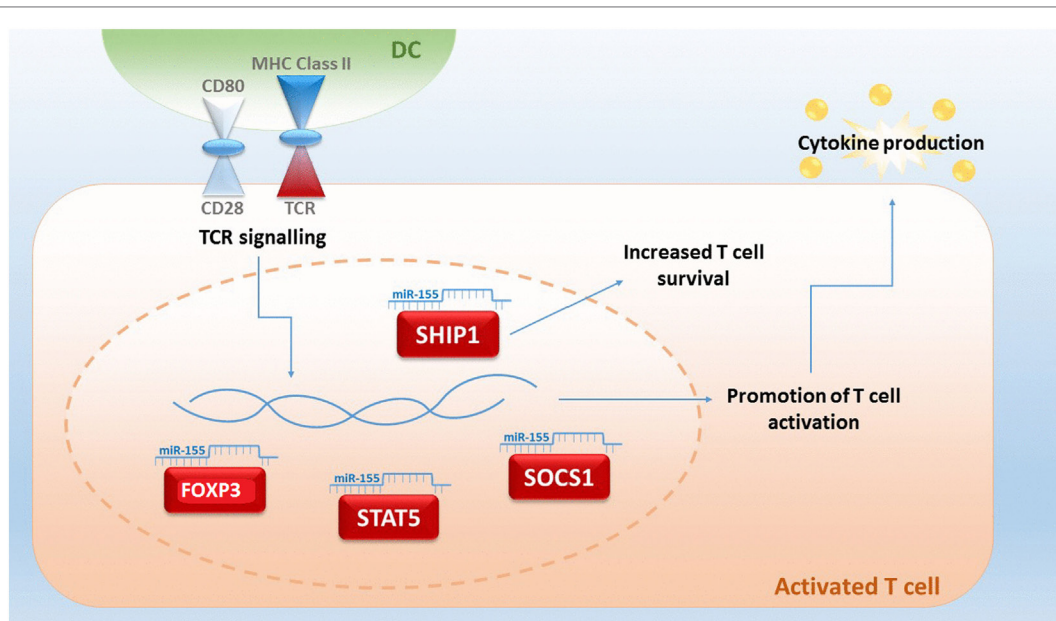 DC
MHC Class II
CD80
CD28
TCR
TCR signalling
Cytokine production
Increased T cell
survival
miR-155
SHIP1
Promotion of T cell
activation
miR-155
FOXP3
miR-155
STAT5
miR-155
SOCS1
Activated T cell